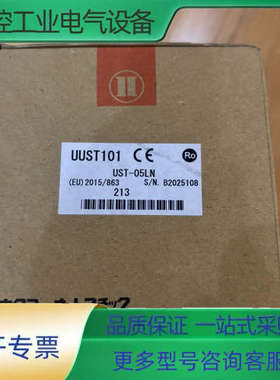 控工业电气设备
UUST101 CE Ro
UST-05LN
(EU)2015/863 S/N. B2025108
213
品质保证 一站式采
更多型号咨询客服